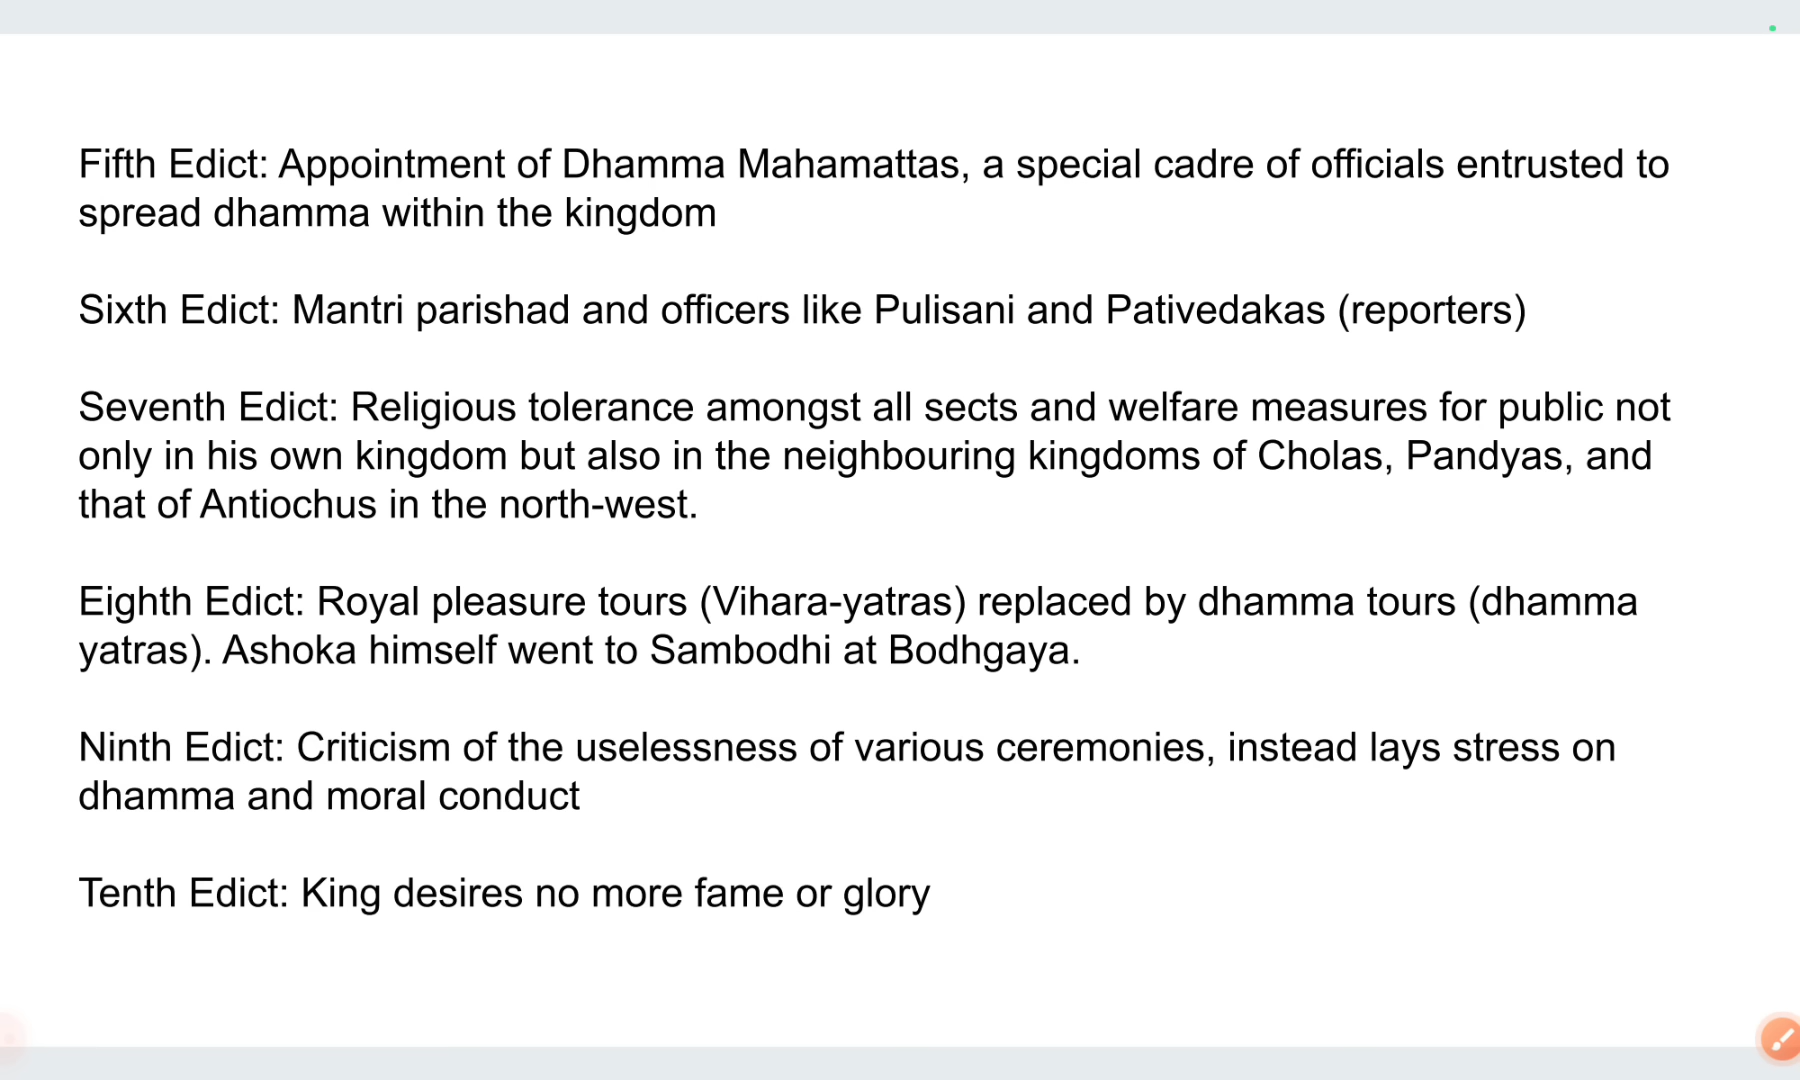 Fifth Edict: Appointment of Dhamma Mahamattas, a special cadre of officials entrusted to
spread dhamma within the kingdom
Sixth Edict: Mantri parishad and officers like Pulisani and Pativedakas (reporters)
Seventh Edict: Religious tolerance amongst all sects and welfare measures for public not
only in his own kingdom but also in the neighbouring kingdoms of Cholas, Pandyas, and
that of Antiochus in the north-west.
Eighth Edict: Royal pleasure tours (Vihara-yatras) replaced by dhamma tours (dhamma
yatras). Ashoka himself went to Sambodhi at Bodhgaya.
Ninth Edict: Criticism of the uselessness of various ceremonies, instead lays stress on
dhamma and moral conduct
Tenth Edict: King desires no more fame or glory